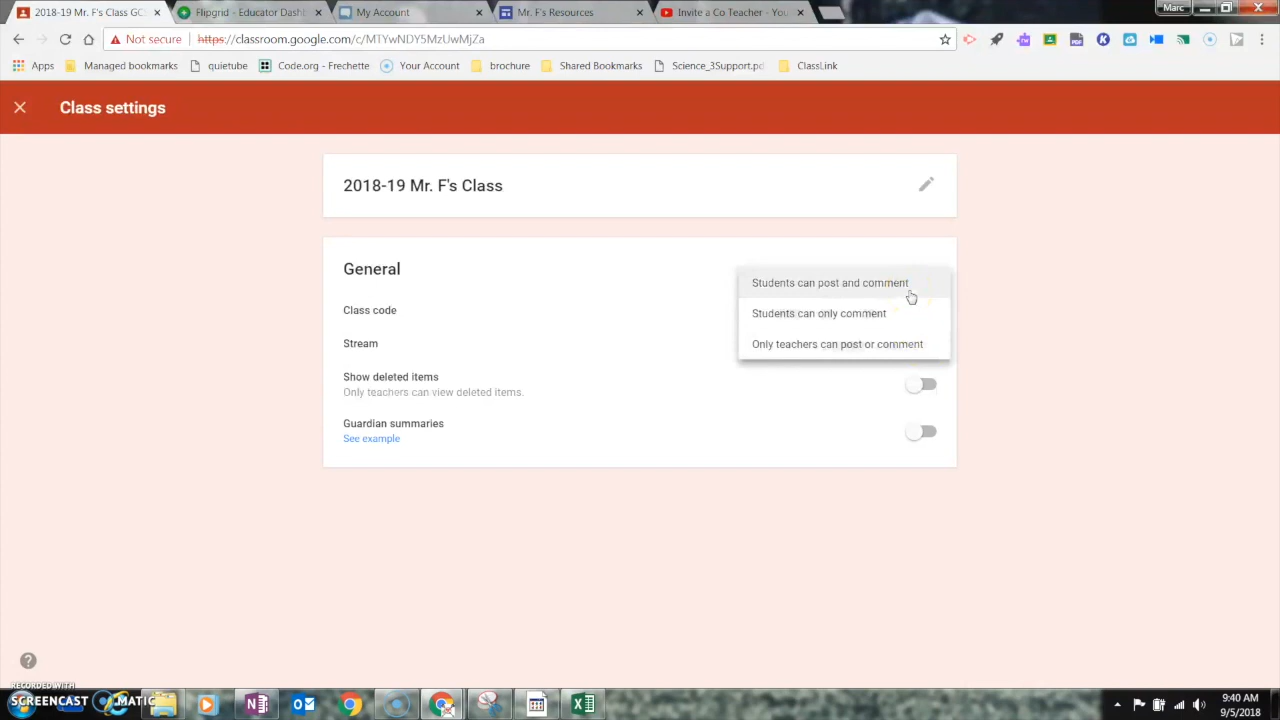 Marc
2018-19 Mr. F's Class GC
Flipgrid - Educator Dashb
My Account
Mr. F's Resources
Invite a Co Teacher - You
Not secure
https://classroom.google.com/c/MTYwNDY5MzUwMjZa
Apps
Managed bookmarks
quietube
Code.org - Frechette
Your Account
brochure
Shared Bookmarks
Science_3Support.pd
ClassLink
Class settings
2018-19 Mr. F's Class
General
Students can post and comment
Class code
Students can only comment
Stream
Only teachers can post or comment
Show deleted items
Only teachers can view deleted items.
Guardian summaries
See example
RECORDED WITH
SCREENCAST MATIC
9:40 AM
9/5/2018